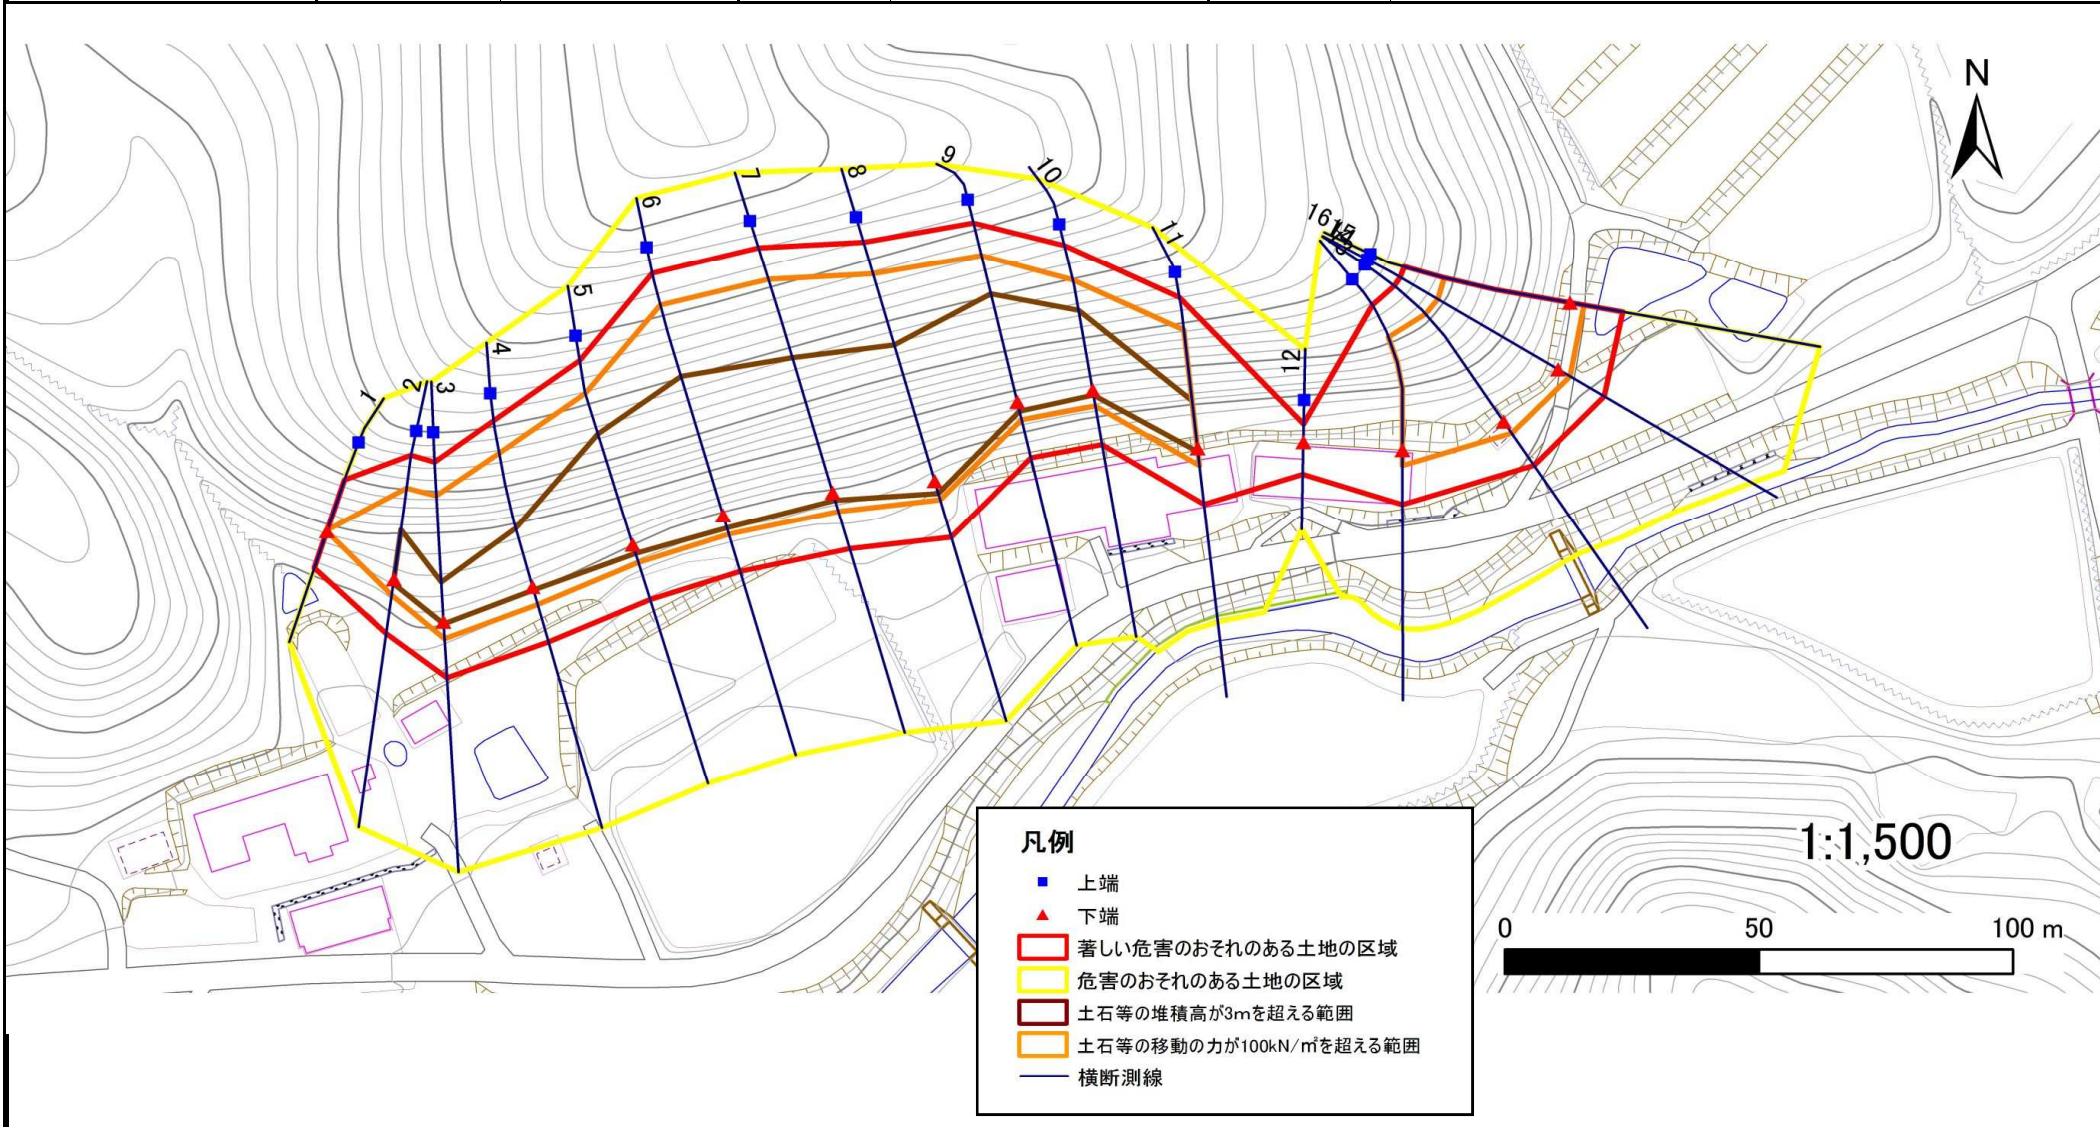 N
9
10
8
7
6
11
16
5
12
4
2
3
1
凡例
上端
下端
著しい危害のおそれのある土地の区域
危害のおそれのある土地の区域
土石等の堆積高が3mを超える範囲
土石等の移動の力が100kN/㎡を超える範囲
横断測線
1:1,500
0 50 100 m